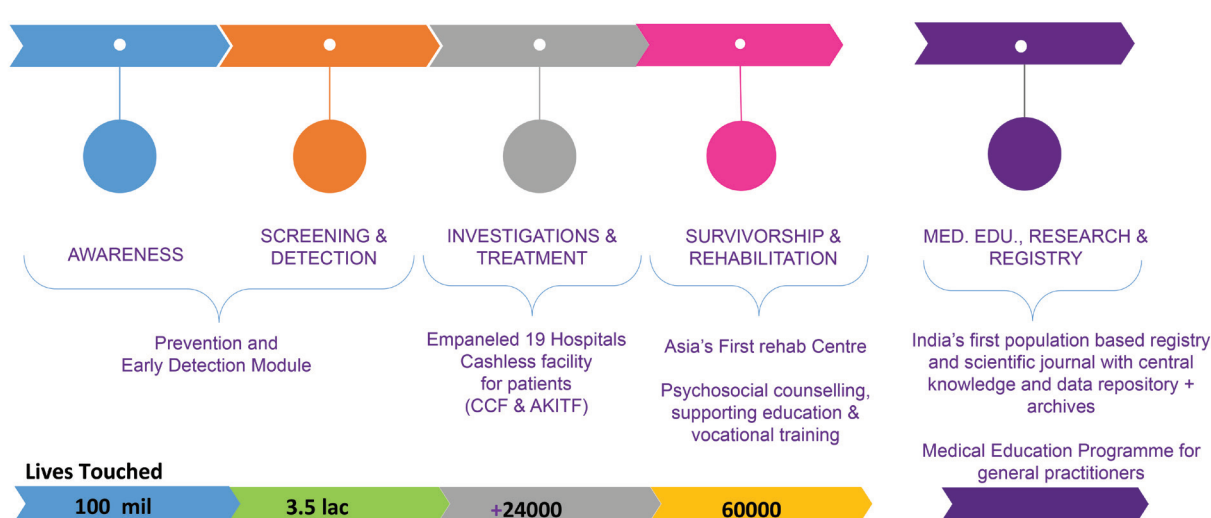 AWARENESS
SCREENING &
DETECTION
INVESTIGATIONS &
TREATMENT
SURVIVORSHIP &
REHABILITATION
MED. EDU., RESEARCH &
REGISTRY
Prevention and
Early Detection Module
Empaneled 19 Hospitals
Cashless facility
for patients
(CCF & AKITF)
Asia's First rehab Centre
Psychosocial counselling,
supporting education &
vocational training
India's first population based registry
and scientific journal with central
knowledge and data repository +
archives
Medical Education Programme for
general practitioners
Lives Touched
100 mil
3.5 lac
+24000
60000